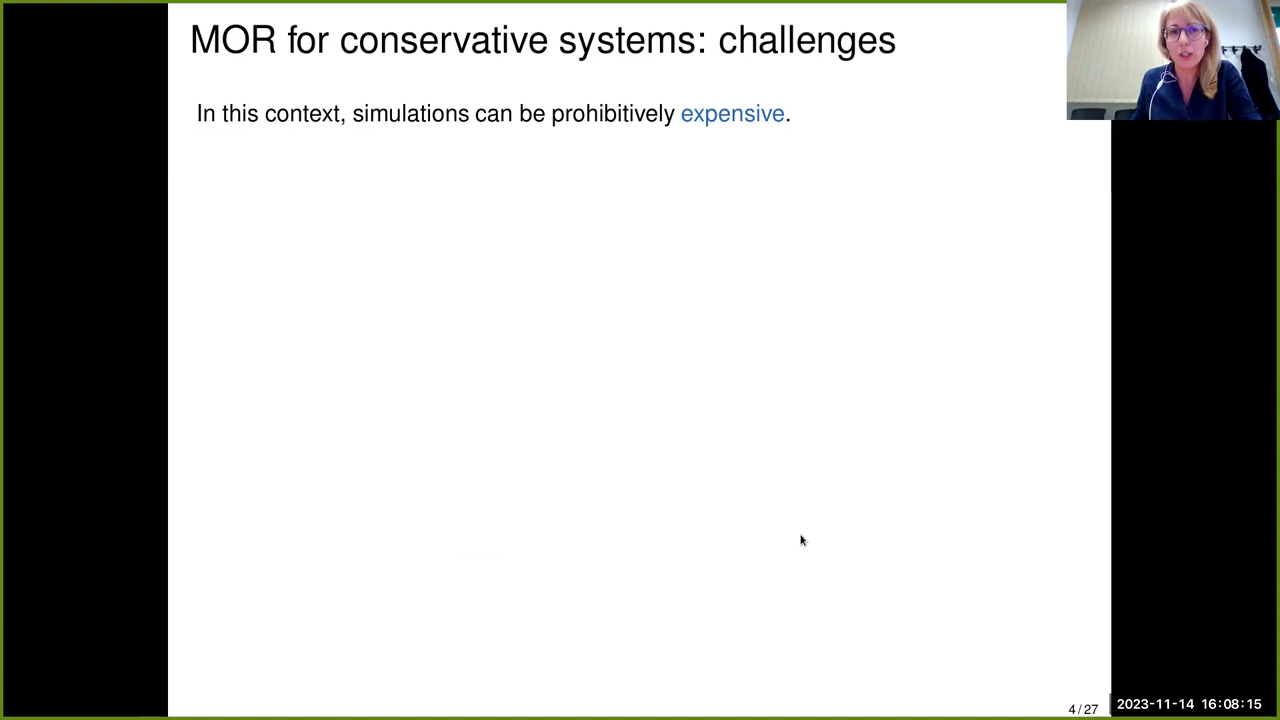 MOR for conservative systems: challenges
In this context, simulations can be prohibitively expensive.
4 / 27
2023-11-14 16:08:15